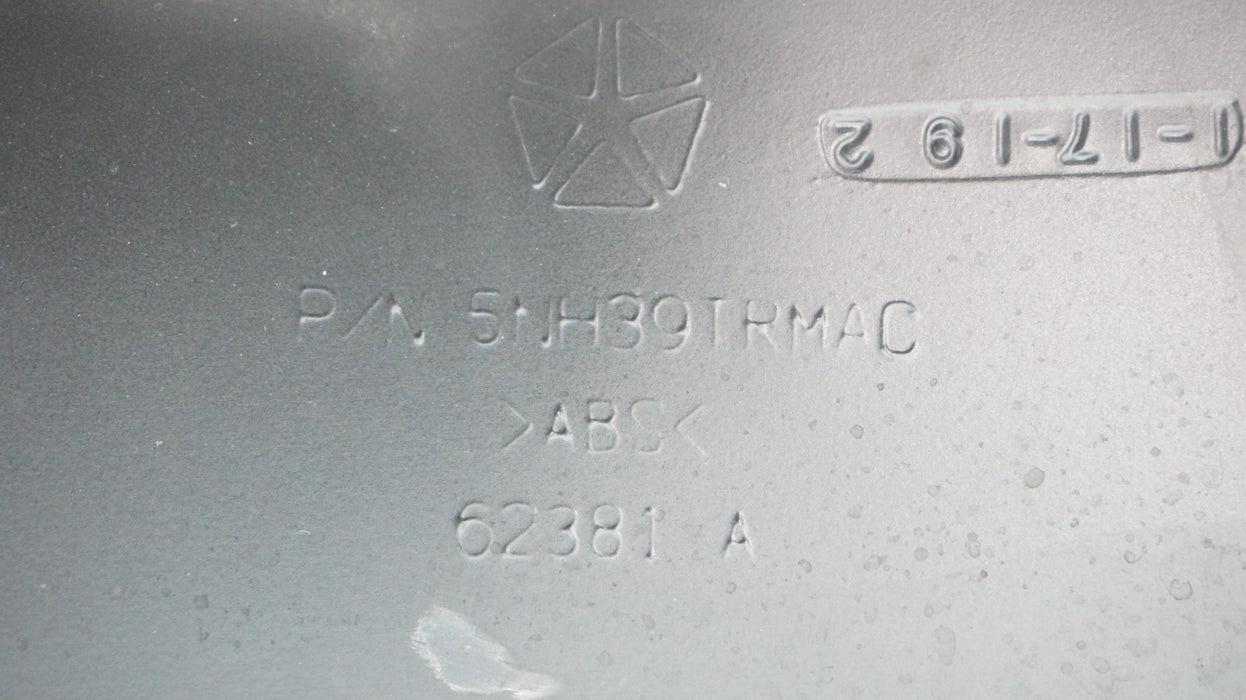 1-17-19 2
P/N 5NH39TRMAC
>ABS<
62381 A